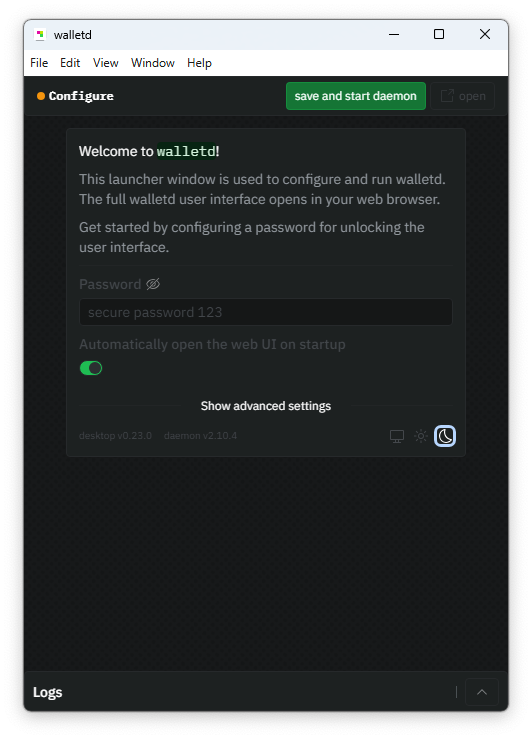 walletd
File Edit View Window Help
Configure
save and start daemon
open
Welcome to walletd!
This launcher window is used to configure and run walletd.
The full walletd user interface opens in your web browser.
Get started by configuring a password for unlocking the
user interface.
Password
secure password 123
Automatically open the web UI on startup
Show advanced settings
desktop v0.23.0 daemon v2.10.4
Logs